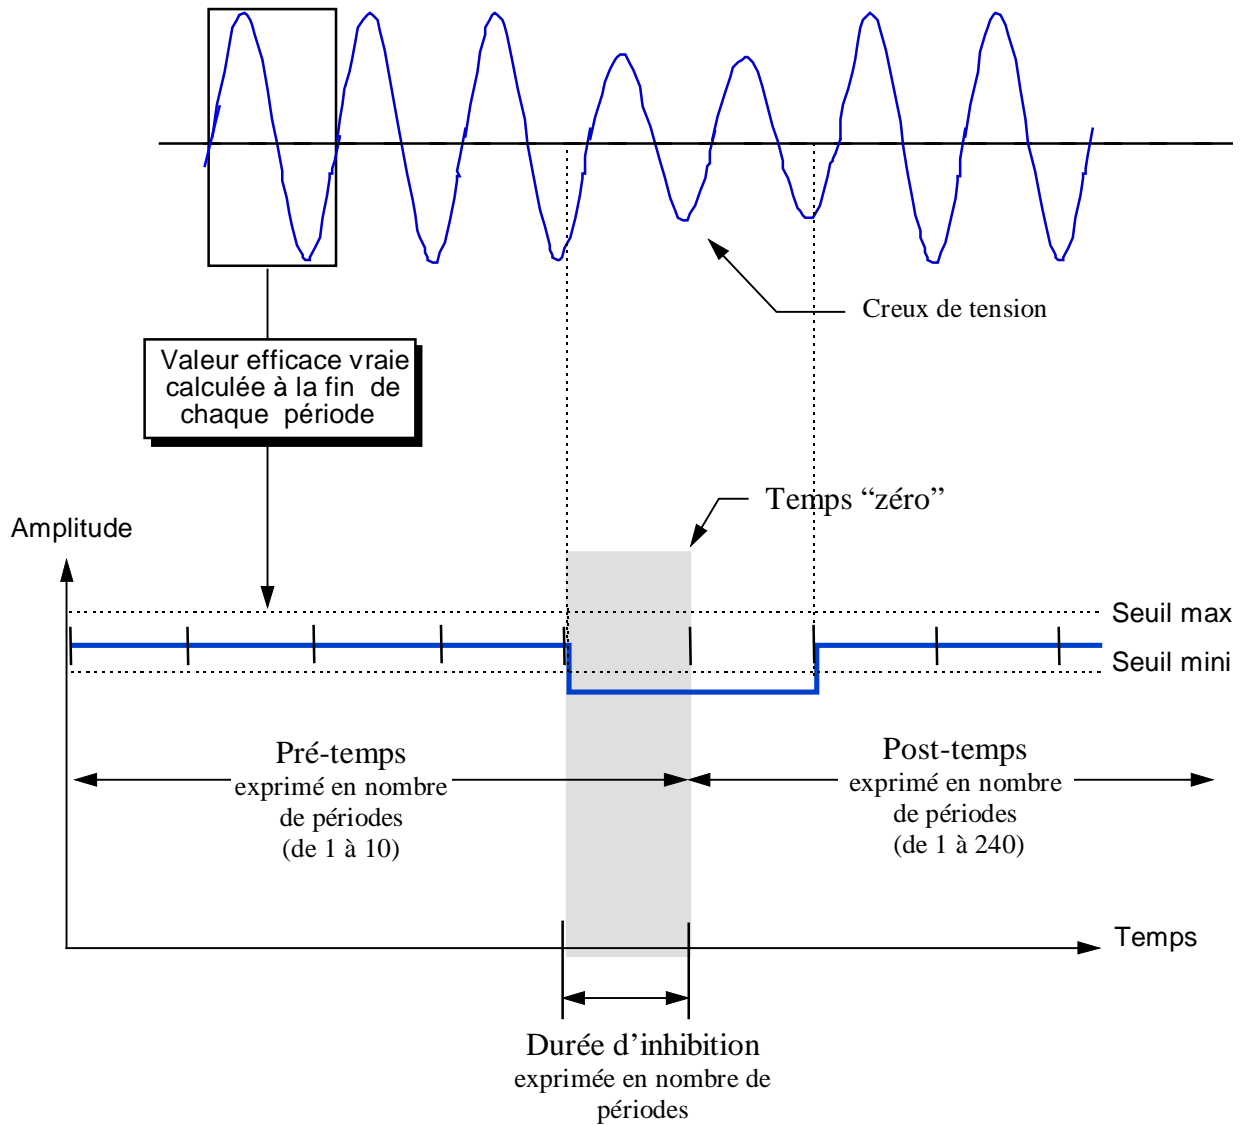 Creux de tension
Valeur efficace vraie
calculée à la fin de
chaque période
Temps “zéro”
Amplitude
Seuil max
Seuil mini
Pré-temps
exprimé en nombre
de périodes
(de 1 à 10)
Post-temps
exprimé en nombre
de périodes
(de 1 à 240)
Temps
Durée d’inhibition
exprimée en nombre de
périodes